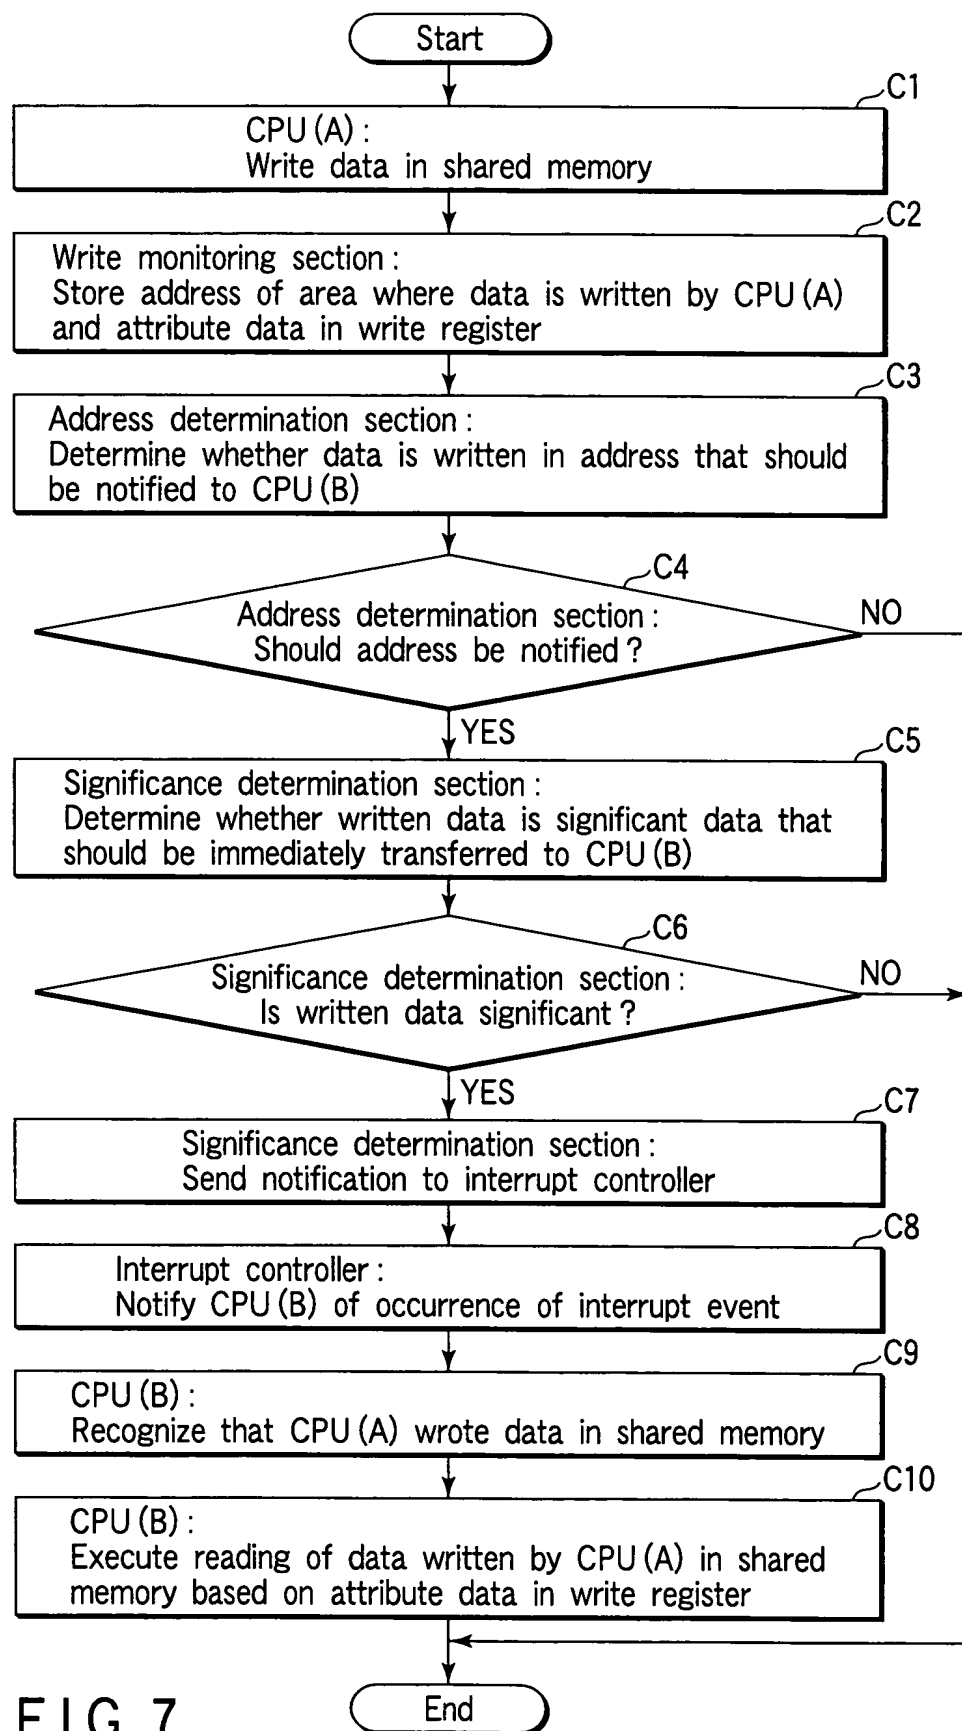 Start
C1
CPU(A):
Write data in shared memory
C2
Write monitoring section:
Store address of area where data is written by CPU(A)
and attribute data in write register
C3
Address determination section:
Determine whether data is written in address that should
be notified to CPU(B)
C4
Address determination section:
Should address be notified?
NO
YES
C5
Significance determination section:
Determine whether written data is significant data that
should be immediately transferred to CPU(B)
C6
Significance determination section:
Is written data significant?
NO
YES
C7
Significance determination section:
Send notification to interrupt controller
C8
Interrupt controller:
Notify CPU(B) of occurrence of interrupt event
C9
CPU(B):
Recognize that CPU(A) wrote data in shared memory
C10
CPU(B):
Execute reading of data written by CPU(A) in shared
memory based on attribute data in write register
End
FIG. 7